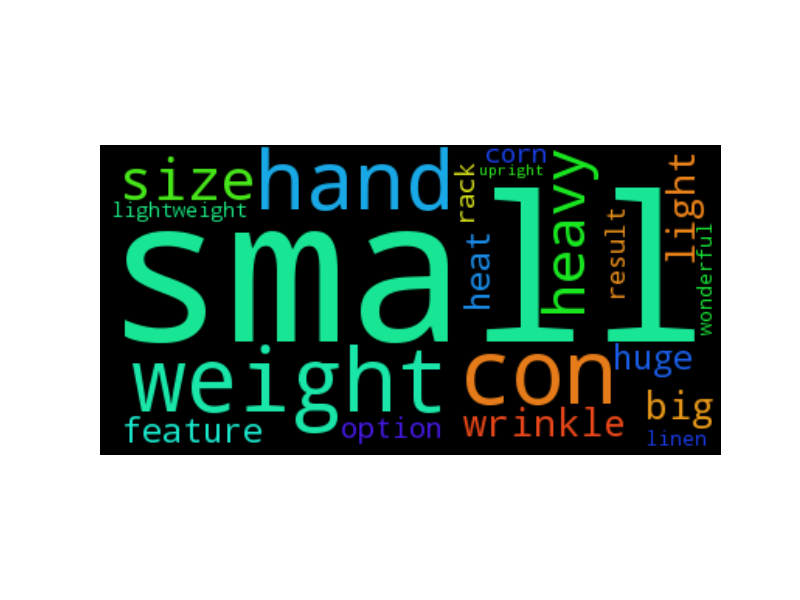 size
hand
lightweight
rack
corn
upright
heavy
light
small
heat
result
wonderful
weight
con
huge
big
feature
option
wrinkle
linen